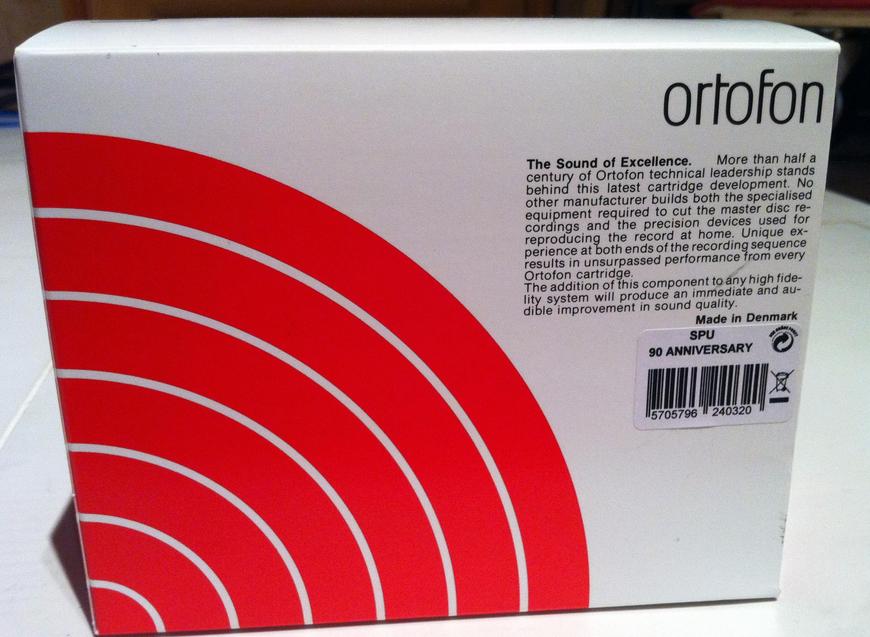 ortofon
The Sound of Excellence. More than half a
century of Ortofon technical leadership stands
behind this latest cartridge development. No
other manufacturer builds both the specialised
equipment required to cut the master disc re-
cordings and the precision devices used for
reproducing the record at home. Unique ex-
perience at both ends of the recording sequence
results in unsurpassed performance from every
Ortofon cartridge.
The addition of this component to any high fide-
lity system will produce an immediate and au-
dible improvement in sound quality.
Made in Denmark
SPU
90 ANNIVERSARY
5705796 240320